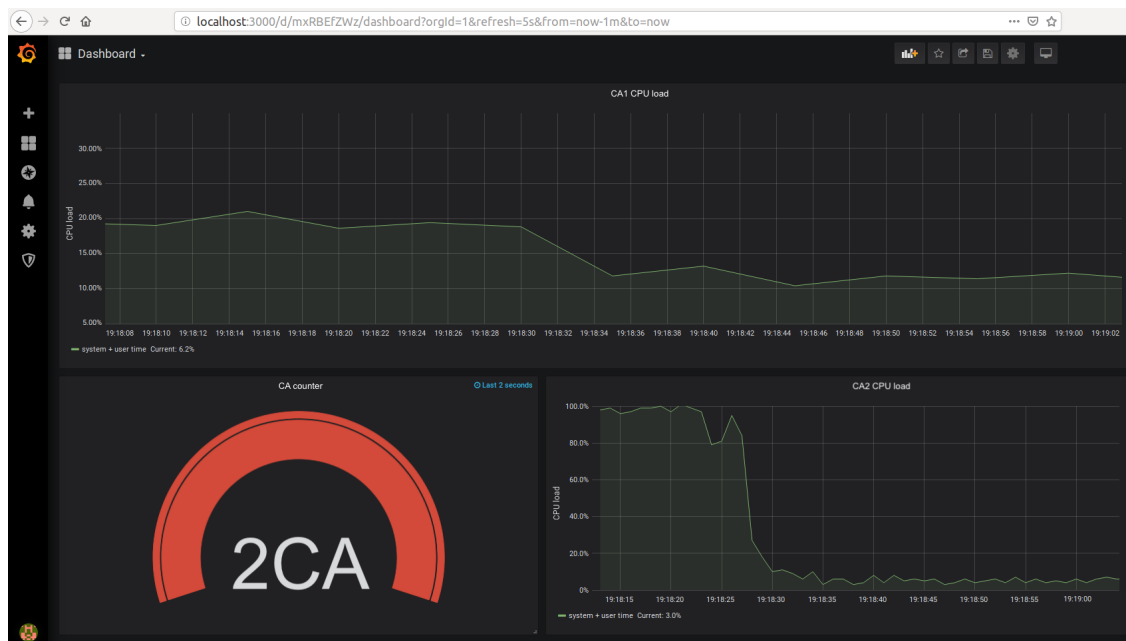 localhost:3000/d/mxRBEfZWz/dashboard?orgId=1&refresh=5s&from=now-1m&to=now
Dashboard
CA1 CPU load
30.00%
25.00%
20.00%
15.00%
10.00%
5.00%
CPU load
19:18:08 19:18:10 19:18:12 19:18:14 19:18:16 19:18:18 19:18:20 19:18:22 19:18:24 19:18:26 19:18:28 19:18:30 19:18:32 19:18:34 19:18:36 19:18:38 19:18:40 19:18:42 19:18:44 19:18:46 19:18:48 19:18:50 19:18:52 19:18:54 19:18:56 19:18:58 19:19:00 19:19:02
system + user time Current: 6.2%
CA counter
Last 2 seconds
2CA
CA2 CPU load
100.0%
80.0%
60.0%
40.0%
20.0%
0%
CPU load
19:18:15 19:18:20 19:18:25 19:18:30 19:18:35 19:18:40 19:18:45 19:18:50 19:18:55 19:19:00
system + user time Current: 3.0%